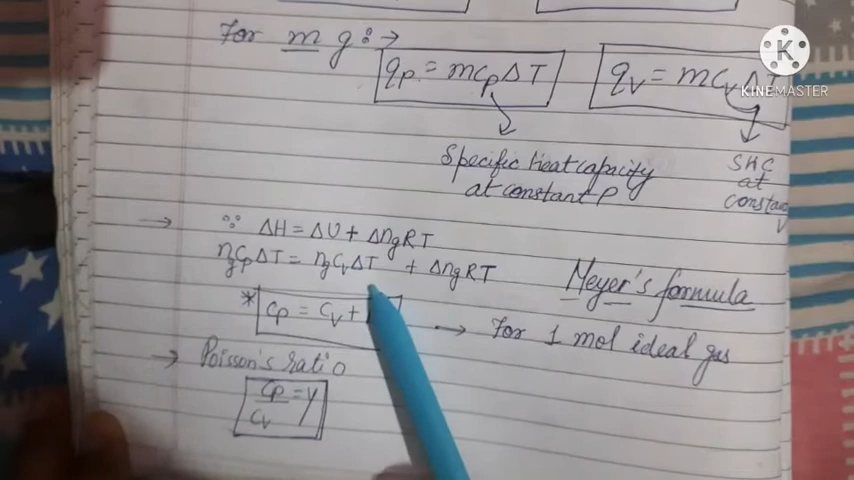 K
KINEMASTER
For m g :→
qp = mcpΔT
qv = mcvΔT
Specific heat capacity
at constant P
SHC
at
constant
V
→ ∵ ΔH = ΔU + ΔngRT
ngCpΔT = ngCvΔT + ΔngRT
Meyer's formula
* Cp = Cv +
→ For 1 mol ideal gas
→ Poisson's ratio
Cp/Cv = γ